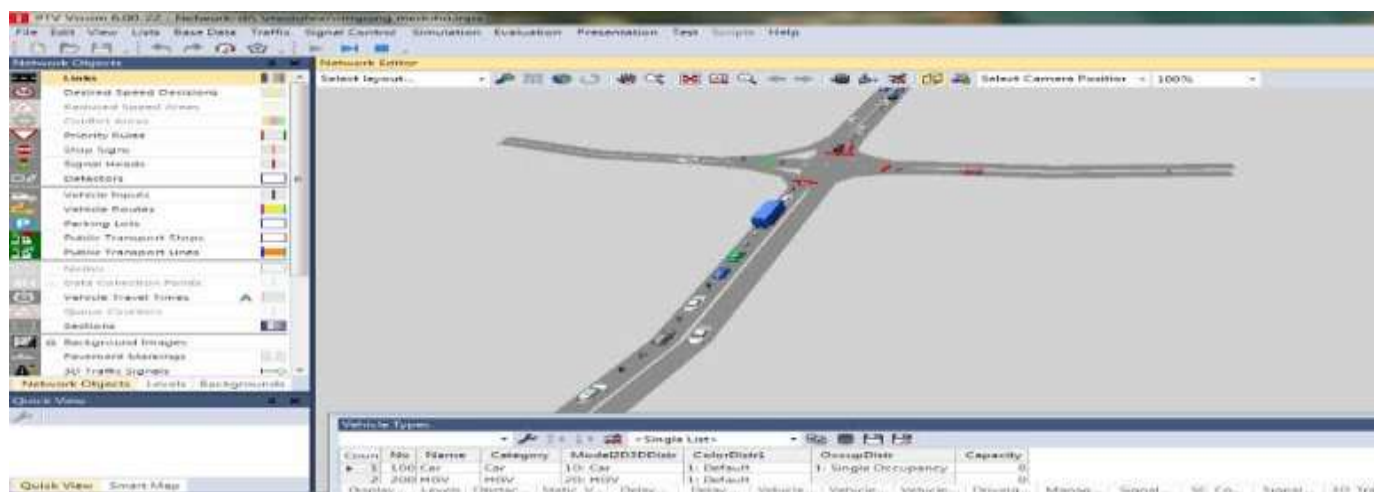 PTV Vissim 6.00-22 - Network:
File Edit View Lists Base Data Traffic Signal Control Simulation Evaluation Presentation Test Scripts Help
Network Objects
Network Editor
Select layout...
Select Camera Position
100%
Links
Desired Speed Decisions
Reduced Speed Areas
Conflict Areas
Priority Rules
Stop Signs
Signal Heads
Detectors
Vehicle Inputs
Vehicle Routes
Parking Lots
Public Transport Stops
Public Transport Lines
Nodes
Data Collection Points
Vehicle Travel Times
Queue Counters
Sections
Background Images
Pavement Markings
3D Traffic Signals
Network Objects Levels Backgrounds
Quick View
Quick View Smart Map
Vehicle Types
<Single List>
Coun No Name Category Model2D3DDistr ColorDistr1 OccupDistr Capacity
1 100 Car Car 10: Car 1: Default 1: Single Occupancy 0
2 200 HGV HGV 20: HGV 1: Default 0